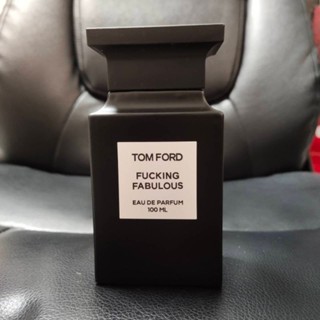 TOM FORD
FUCKING
FABULOUS
EAU DE PARFUM
100 ML